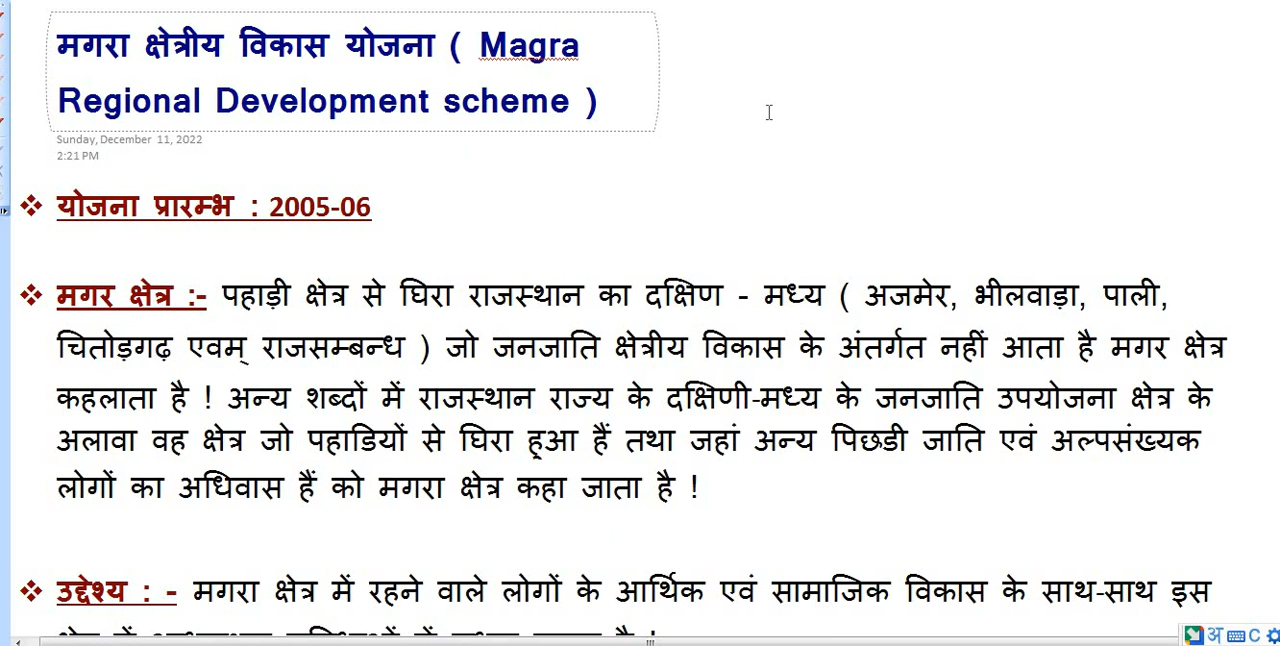 मगरा क्षेत्रीय विकास योजना ( Magra
Regional Development scheme )
Sunday, December 11, 2022
2:21 PM
❖ योजना प्रारम्भ : 2005-06
❖ मगर क्षेत्र :- पहाड़ी क्षेत्र से घिरा राजस्थान का दक्षिण - मध्य ( अजमेर, भीलवाड़ा, पाली,
चितोड़गढ़ एवम् राजसम्बन्ध ) जो जनजाति क्षेत्रीय विकास के अंतर्गत नहीं आता है मगर क्षेत्र
कहलाता है ! अन्य शब्दों में राजस्थान राज्य के दक्षिणी-मध्य के जनजाति उपयोजना क्षेत्र के
अलावा वह क्षेत्र जो पहाडियों से घिरा हुआ हैं तथा जहां अन्य पिछडी जाति एवं अल्पसंख्यक
लोगों का अधिवास हैं को मगरा क्षेत्र कहा जाता है !
❖ उद्देश्य : - मगरा क्षेत्र में रहने वाले लोगों के आर्थिक एवं सामाजिक विकास के साथ-साथ इस
अ C